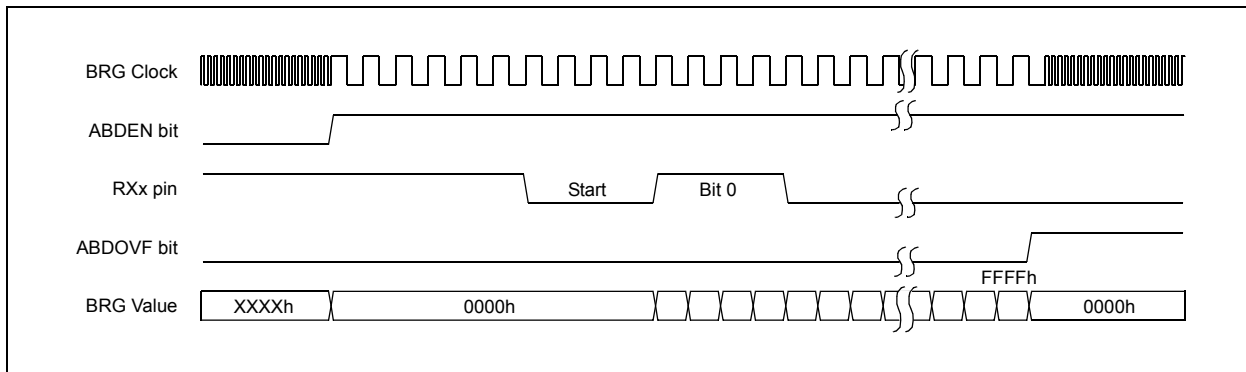 BRG Clock
ABDEN bit
RXx pin
Start
Bit 0
ABDOVF bit
FFFFh
BRG Value
XXXXh
0000h
0000h